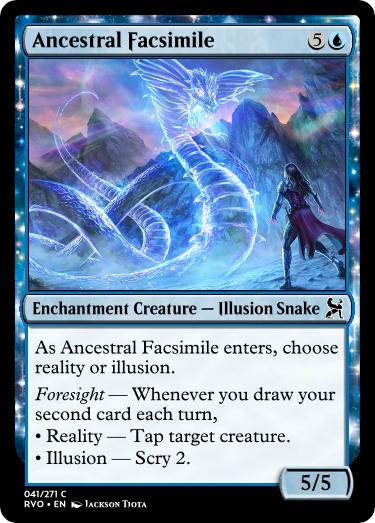 Ancestral Facsimile 5
Enchantment Creature — Illusion Snake
As Ancestral Facsimile enters, choose
reality or illusion.
Foresight — Whenever you draw your
second card each turn,
• Reality — Tap target creature.
• Illusion — Scry 2.
5/5
041/271 C
RVO • EN Jackson Tjota